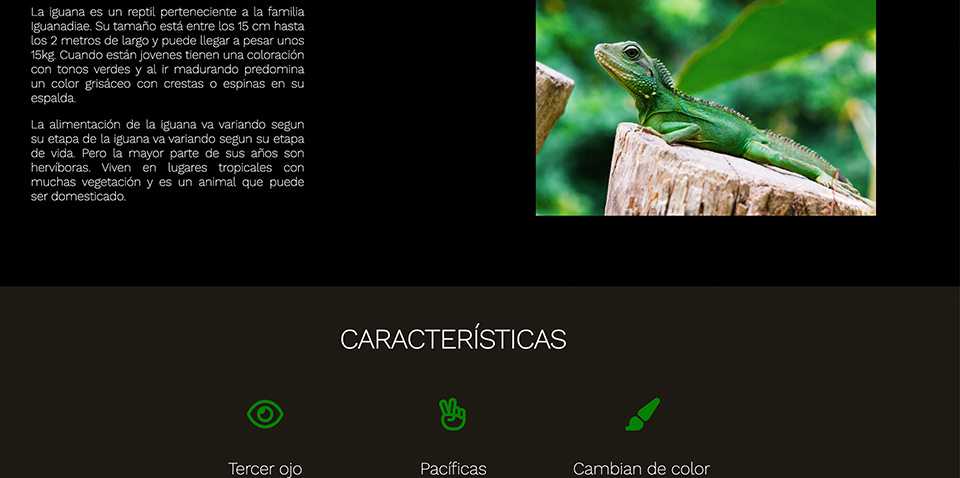 La iguana es un reptil perteneciente a la familia
Iguanadiae. Su tamaño está entre los 15 cm hasta
los 2 metros de largo y puede llegar a pesar unos
15kg. Cuando están jovenes tienen una coloración
con tonos verdes y al ir madurando predomina
un color grisáceo con crestas o espinas en su
espalda.
La alimentación de la iguana va variando segun
su etapa de la iguana va variando segun su etapa
de vida. Pero la mayor parte de sus años son
hervíboras. Viven en lugares tropicales con
muchas vegetación y es un animal que puede
ser domesticado.
CARACTERÍSTICAS
Tercer ojo
Pacíficas
Cambian de color